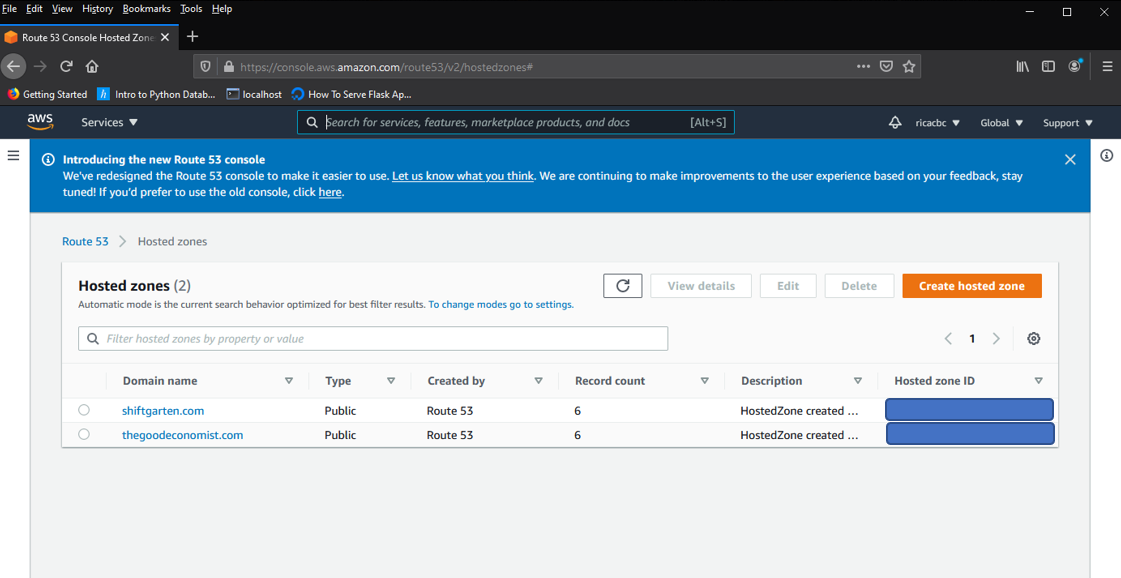 File Edit View History Bookmarks Tools Help
Route 53 Console Hosted Zone
https://console.aws.amazon.com/route53/v2/hostedzones#
Getting Started Intro to Python Datab... localhost How To Serve Flask Ap...
aws Services Search for services, features, marketplace products, and docs [Alt+S] ricacbc Global Support
Introducing the new Route 53 console
We've redesigned the Route 53 console to make it easier to use. Let us know what you think. We are continuing to make improvements to the user experience based on your feedback, stay
tuned! If you'd prefer to use the old console, click here.
Route 53 > Hosted zones
Hosted zones (2) View details Edit Delete Create hosted zone
Automatic mode is the current search behavior optimized for best filter results. To change modes go to settings.
Filter hosted zones by property or value 1
Domain name Type Created by Record count Description Hosted zone ID
shiftgarten.com Public Route 53 6 HostedZone created ...
thegoodeconomist.com Public Route 53 6 HostedZone created ...